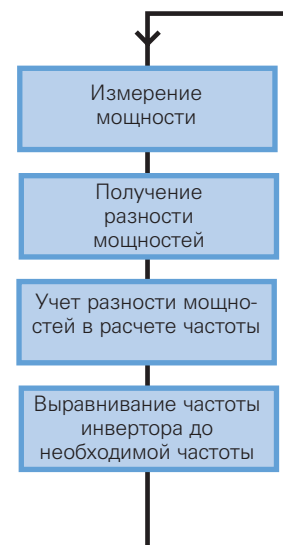 Измерение
мощности
Получение
разности
мощностей
Учет разности мощно-
стей в расчете частоты
Выравнивание частоты
инвертора до
необходимой частоты